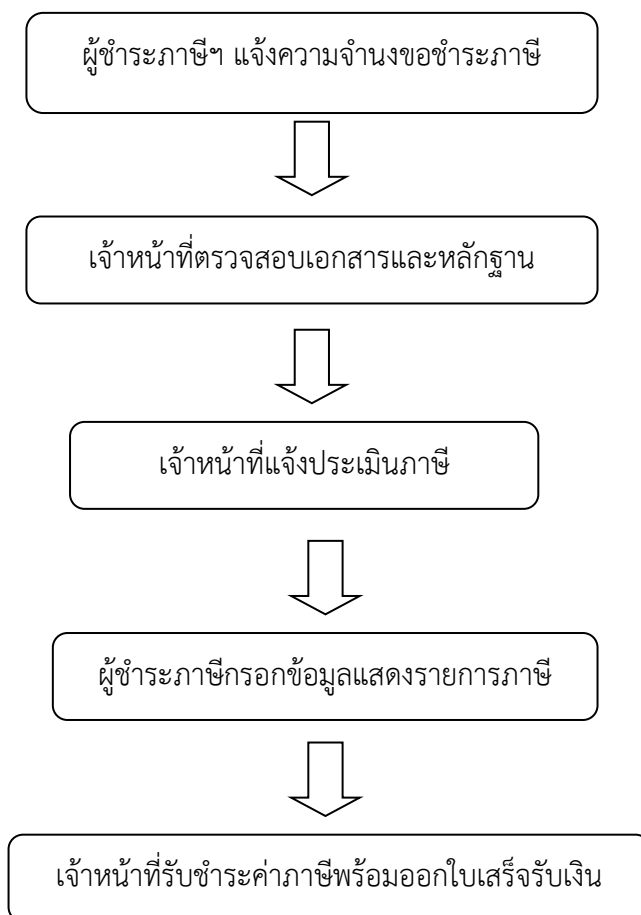 ผู้ชำระภาษีฯ แจ้งความจำนงขอชำระภาษี
เจ้าหน้าที่ตรวจสอบเอกสารและหลักฐาน
เจ้าหน้าที่แจ้งประเมินภาษี
ผู้ชำระภาษีกรอกข้อมูลแสดงรายการภาษี
เจ้าหน้าที่รับชำระค่าภาษีพร้อมออกใบเสร็จรับเงิน